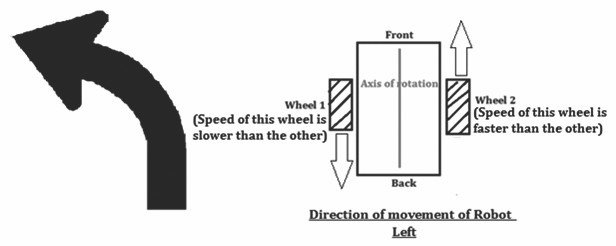 Front
Axis of rotation
Wheel 1
(Speed of this wheel is
slower than the other)
Wheel 2
(Speed of this wheel is
faster than the other)
Back
Direction of movement of Robot
Left